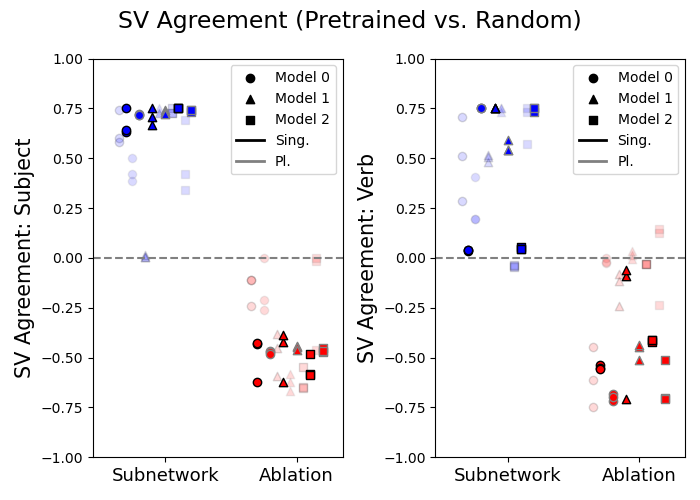 SV Agreement (Pretrained vs. Random)
SV Agreement: Subject
1.00
0.75
0.50
0.25
0.00
−0.25
−0.50
−0.75
−1.00
Model 0
Model 1
Model 2
Sing.
Pl.
Subnetwork
Ablation
SV Agreement: Verb
1.00
0.75
0.50
0.25
0.00
−0.25
−0.50
−0.75
−1.00
Model 0
Model 1
Model 2
Sing.
Pl.
Subnetwork
Ablation